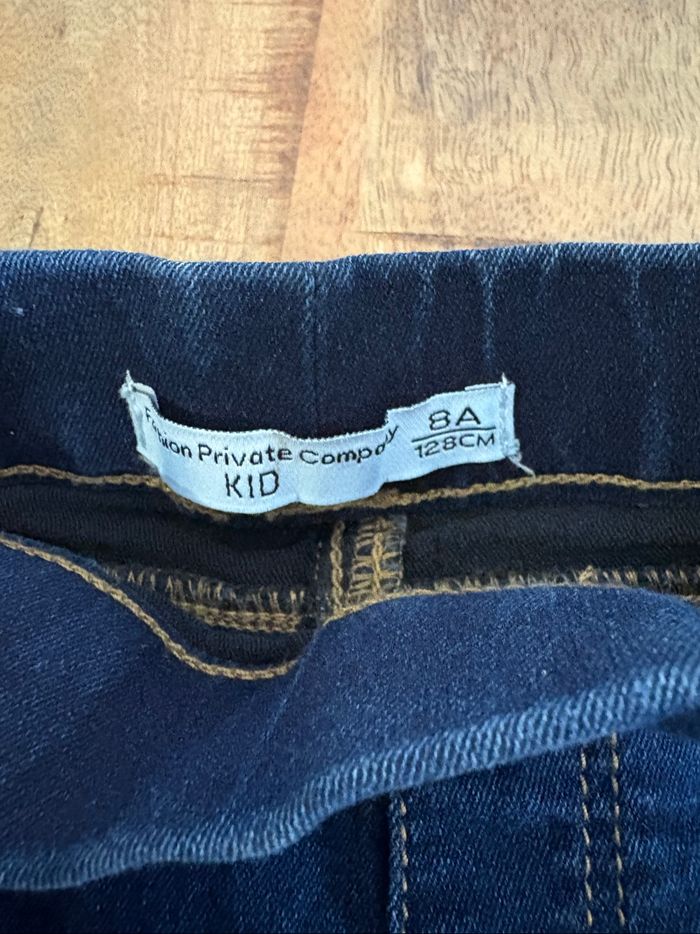 Fashion Private Company
KID
8A
128CM